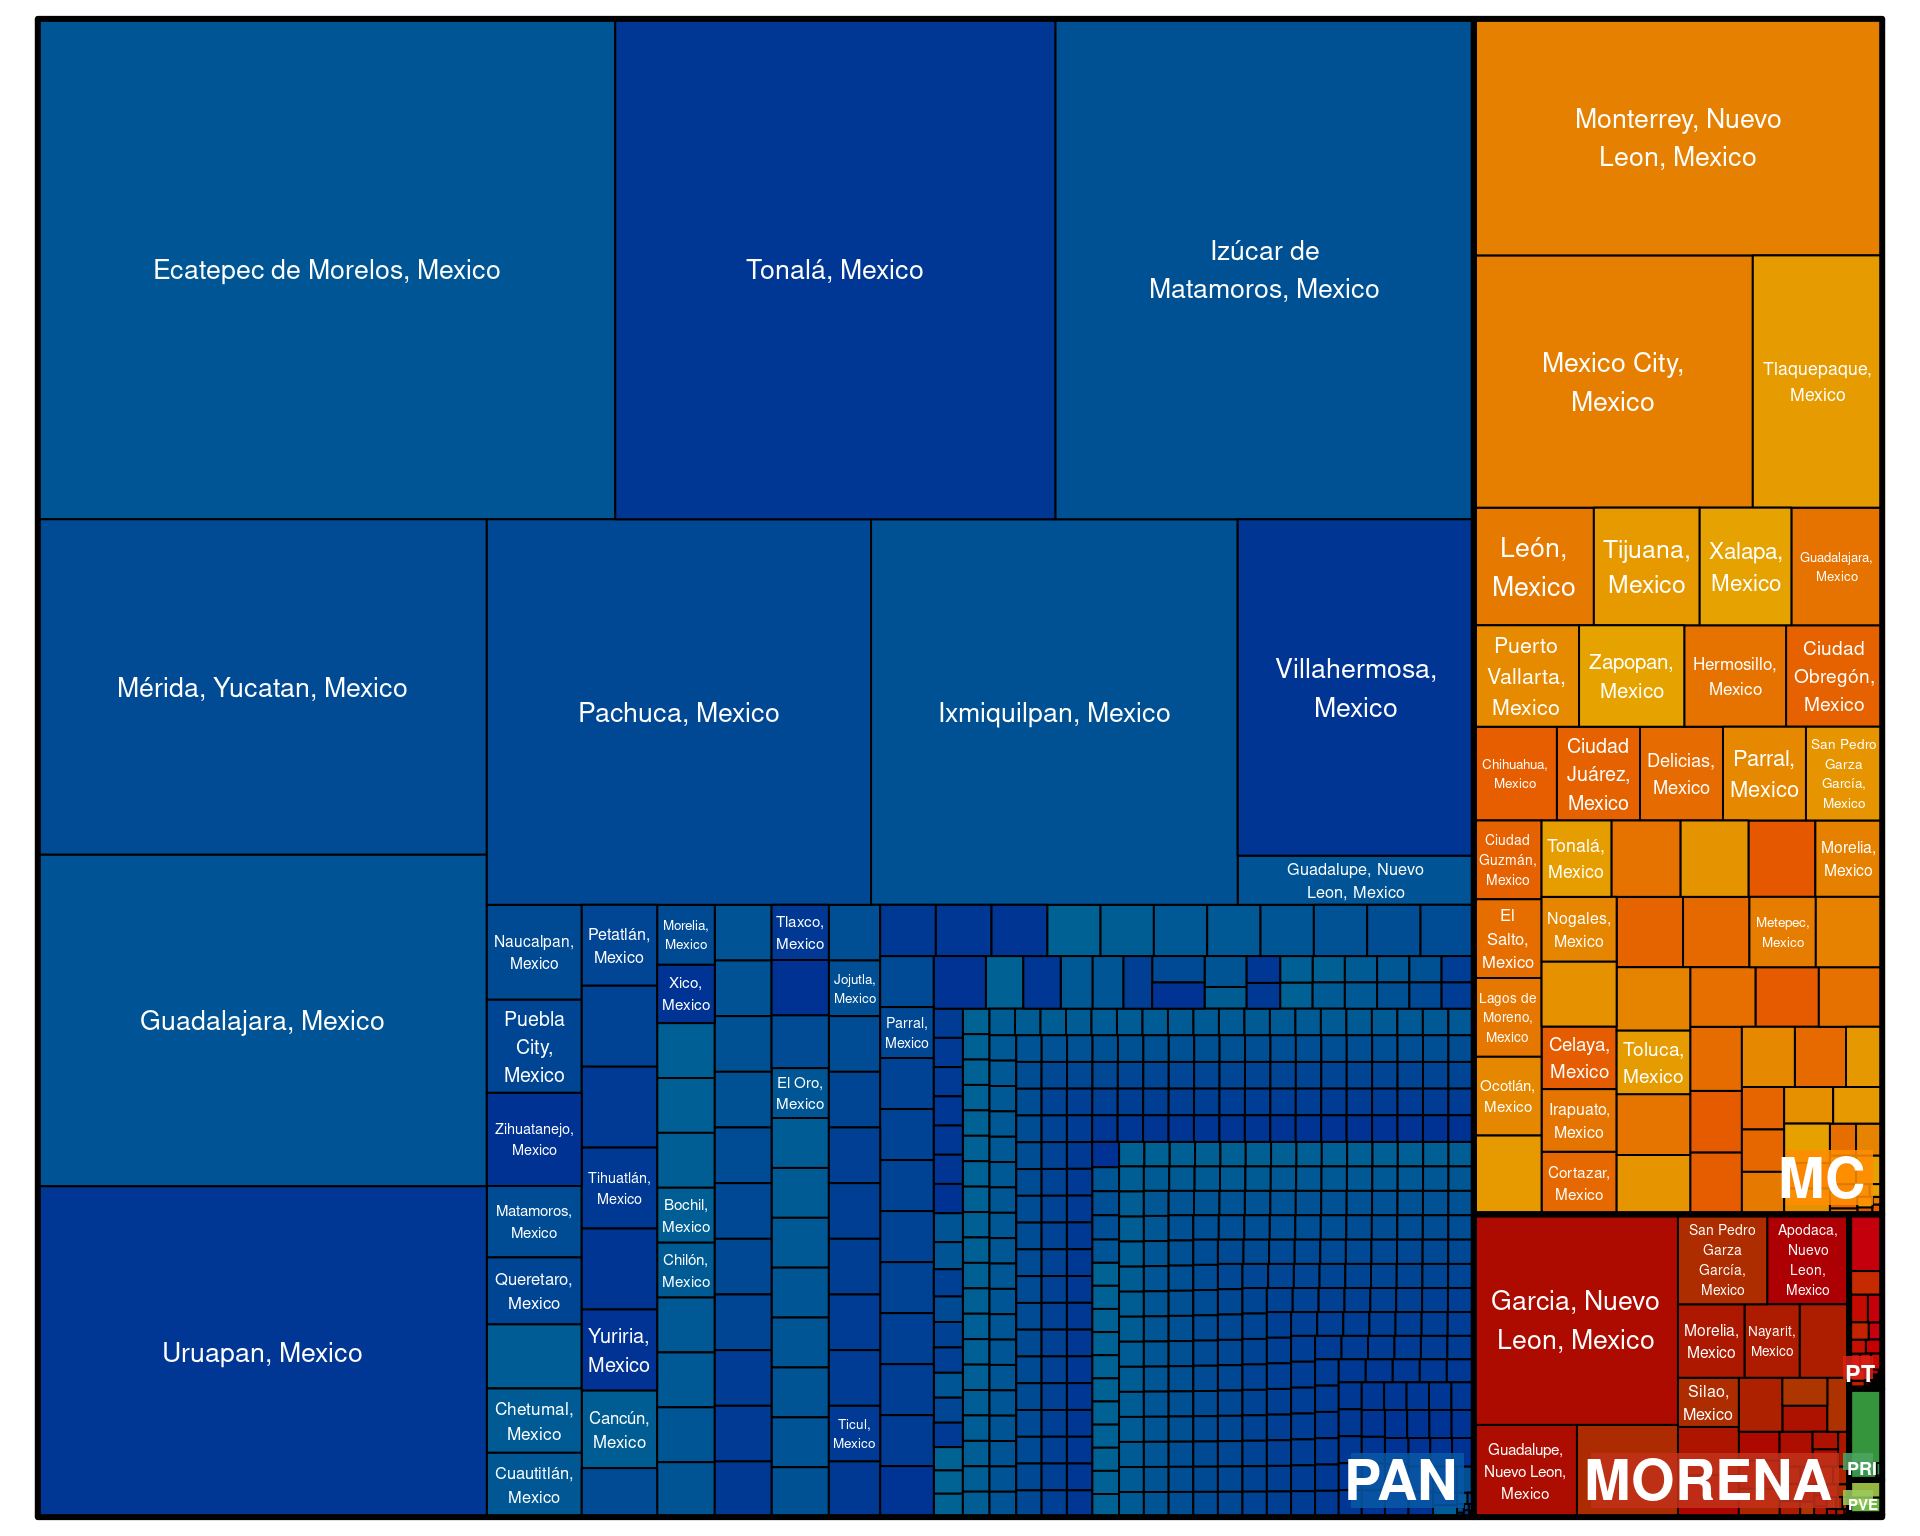 Ecatepec de Morelos, Mexico
Tonalá, Mexico
Izúcar de
Matamoros, Mexico
Mérida, Yucatan, Mexico
Pachuca, Mexico
Ixmiquilpan, Mexico
Villahermosa,
Mexico
Guadalupe, Nuevo
Leon, Mexico
Guadalajara, Mexico
Uruapan, Mexico
Naucalpan,
Mexico
Puebla
City,
Mexico
Zihuatanejo,
Mexico
Matamoros,
Mexico
Queretaro,
Mexico
Chetumal,
Mexico
Cuautitlán,
Mexico
Petatlán,
Mexico
Tihuatlán,
Mexico
Yuriria,
Mexico
Cancún,
Mexico
Morelia,
Mexico
Xico,
Mexico
Bochil,
Mexico
Chilón,
Mexico
Tlaxco,
Mexico
El Oro,
Mexico
Jojutla,
Mexico
Ticul,
Mexico
Parral,
Mexico
PAN
Monterrey, Nuevo
Leon, Mexico
Mexico City,
Mexico
Tlaquepaque,
Mexico
León,
Mexico
Tijuana,
Mexico
Xalapa,
Mexico
Guadalajara,
Mexico
Puerto
Vallarta,
Mexico
Zapopan,
Mexico
Hermosillo,
Mexico
Ciudad
Obregón,
Mexico
Chihuahua,
Mexico
Ciudad
Juárez,
Mexico
Delicias,
Mexico
Parral,
Mexico
San Pedro
Garza
García,
Mexico
Ciudad
Guzmán,
Mexico
Tonalá,
Mexico
Morelia,
Mexico
El
Salto,
Mexico
Nogales,
Mexico
Metepec,
Mexico
Lagos de
Moreno,
Mexico
Celaya,
Mexico
Toluca,
Mexico
Ocotlán,
Mexico
Irapuato,
Mexico
Cortazar,
Mexico
MC
Garcia, Nuevo
Leon, Mexico
San Pedro
Garza
García,
Mexico
Apodaca,
Nuevo
Leon,
Mexico
Morelia,
Mexico
Nayarit,
Mexico
Silao,
Mexico
Guadalupe,
Nuevo Leon,
Mexico
MORENA
PT
PRI
PVE